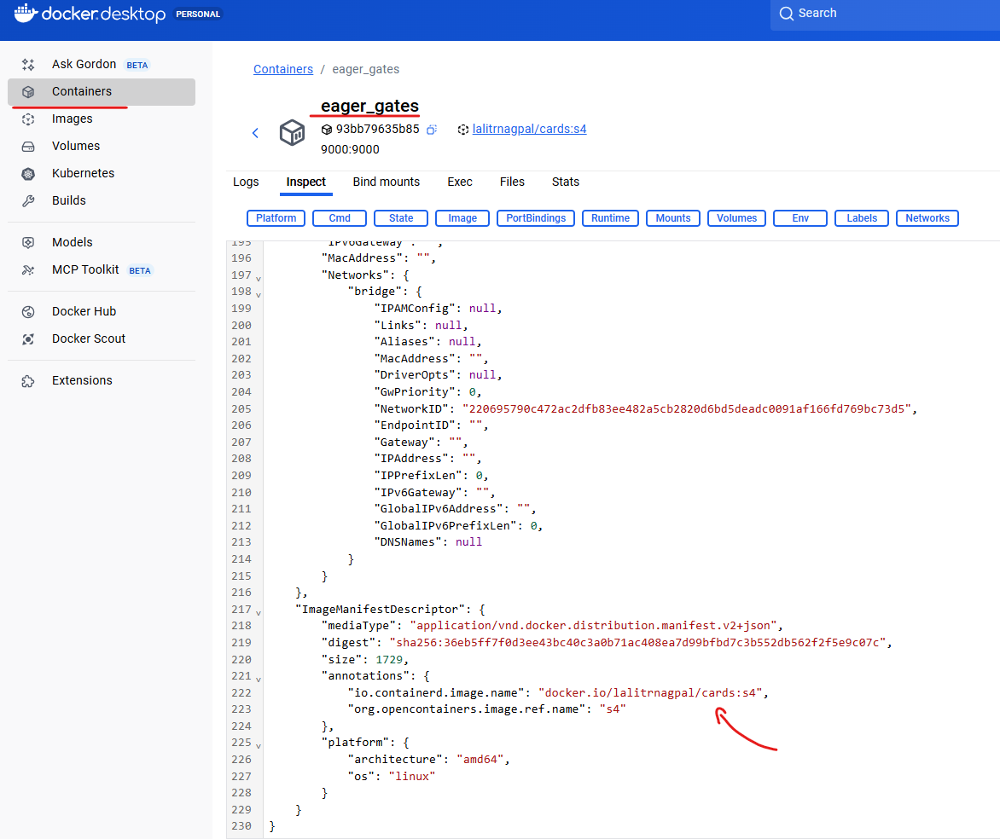 docker.desktop PERSONAL
Search
Ask Gordon BETA
Containers
Images
Volumes
Kubernetes
Builds
Models
MCP Toolkit BETA
Docker Hub
Docker Scout
Extensions
Containers / eager_gates
eager_gates
93bb79635b85 lalitrnagpal/cards:s4
9000:9000
Logs Inspect Bind mounts Exec Files Stats
Platform Cmd State Image PortBindings Runtime Mounts Volumes Env Labels Networks
195 "IPv6Gateway": "",
196 "MacAddress": "",
197 "Networks": {
198 "bridge": {
199 "IPAMConfig": null,
200 "Links": null,
201 "Aliases": null,
202 "MacAddress": "",
203 "DriverOpts": null,
204 "GwPriority": 0,
205 "NetworkID": "220695790c472ac2dfb83ee482a5cb2820d6bd5deadc0091af166fd769bc73d5",
206 "EndpointID": "",
207 "Gateway": "",
208 "IPAddress": "",
209 "IPPrefixLen": 0,
210 "IPv6Gateway": "",
211 "GlobalIPv6Address": "",
212 "GlobalIPv6PrefixLen": 0,
213 "DNSNames": null
214 }
215 }
216 },
217 "ImageManifestDescriptor": {
218 "mediaType": "application/vnd.docker.distribution.manifest.v2+json",
219 "digest": "sha256:36eb5ff7f0d3ee43bc40c3a0b71ac408ea7d99bfbd7c3b552db562f2f5e9c07c",
220 "size": 1729,
221 "annotations": {
222 "io.containerd.image.name": "docker.io/lalitrnagpal/cards:s4",
223 "org.opencontainers.image.ref.name": "s4"
224 },
225 "platform": {
226 "architecture": "amd64",
227 "os": "linux"
228 }
229 }
230 }